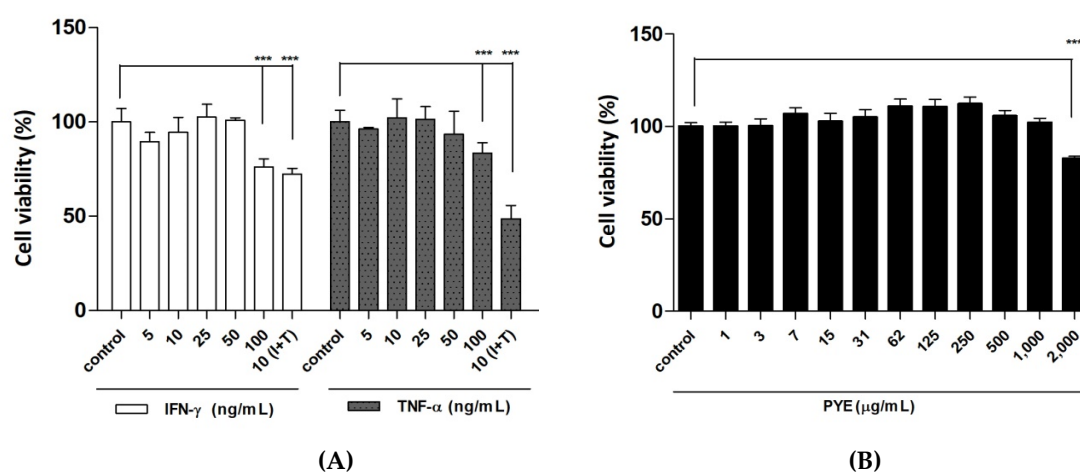 150
100
50
0
Cell viability (%)
*** ***
*** ***
control 5 10 25 50 100 10 (I+T) control 5 10 25 50 100 10 (I+T)
IFN-γ (ng/mL) TNF-α (ng/mL)
(A)
150
100
50
0
Cell viability (%)
***
control 1 3 7 15 31 62 125 250 500 1,000 2,000
PYE (μg/mL)
(B)